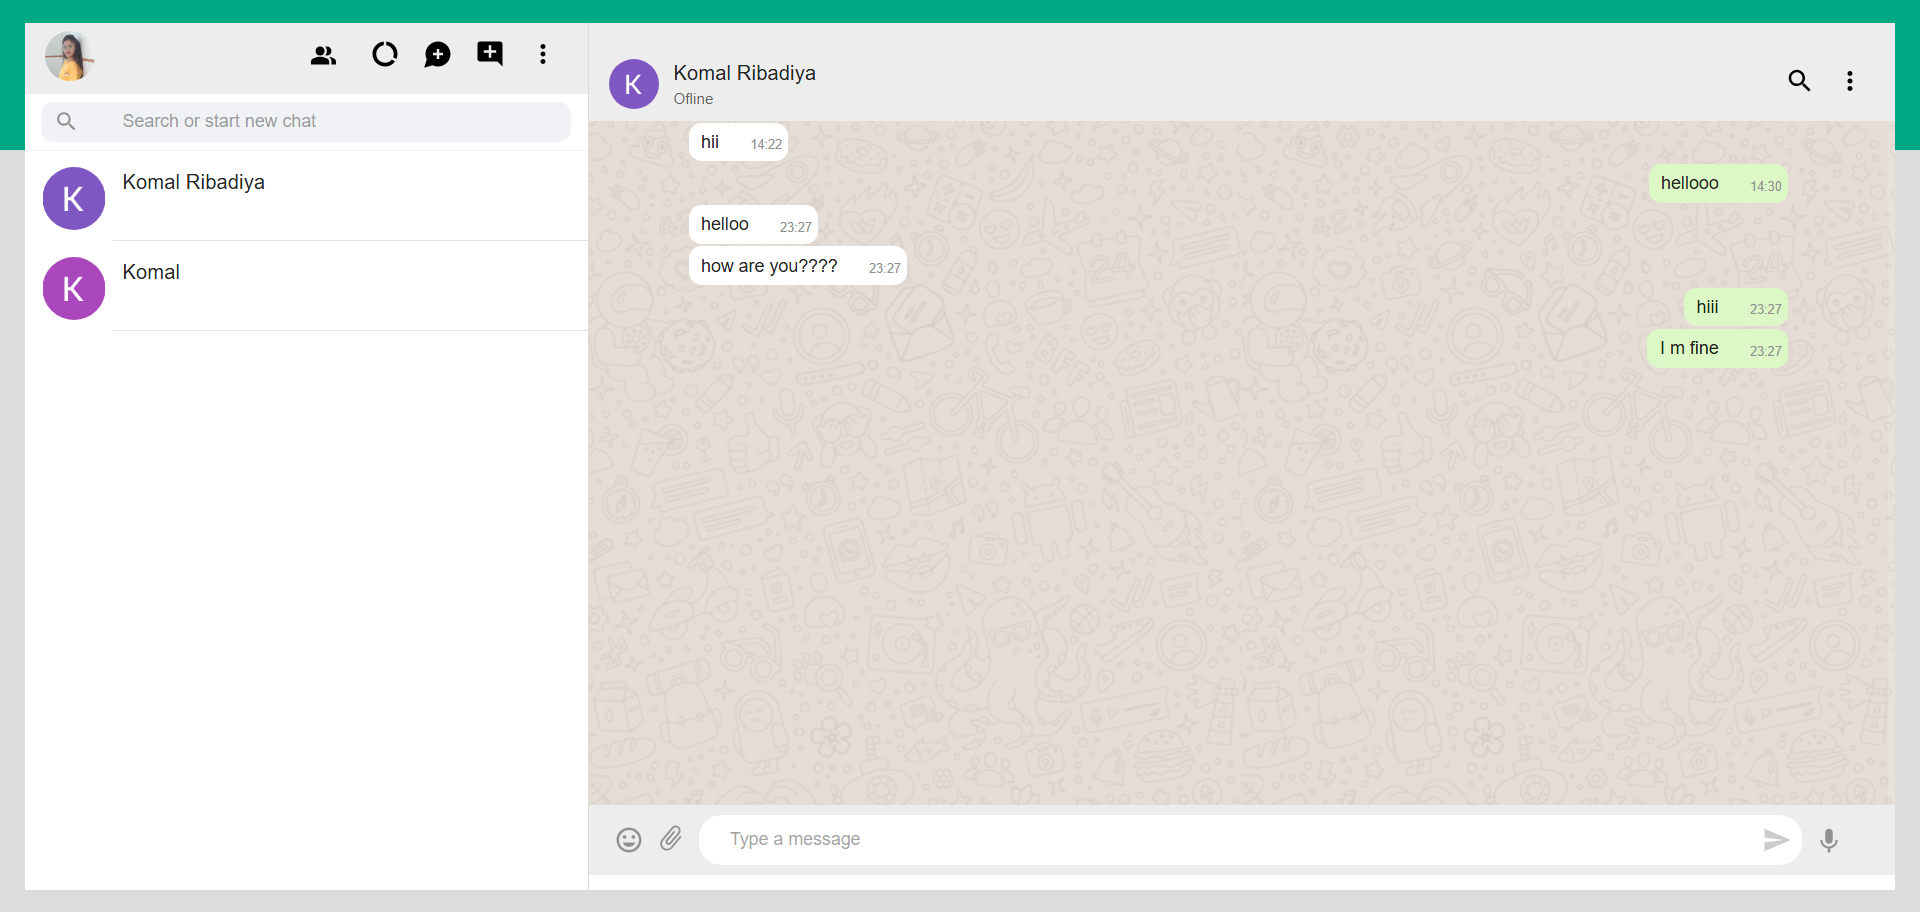 Search or start new chat
K
Komal Ribadiya
K
Komal
K
Komal Ribadiya
Ofline
hii 14:22
hellooo 14:30
helloo 23:27
how are you???? 23:27
hiii 23:27
I m fine 23:27
Type a message